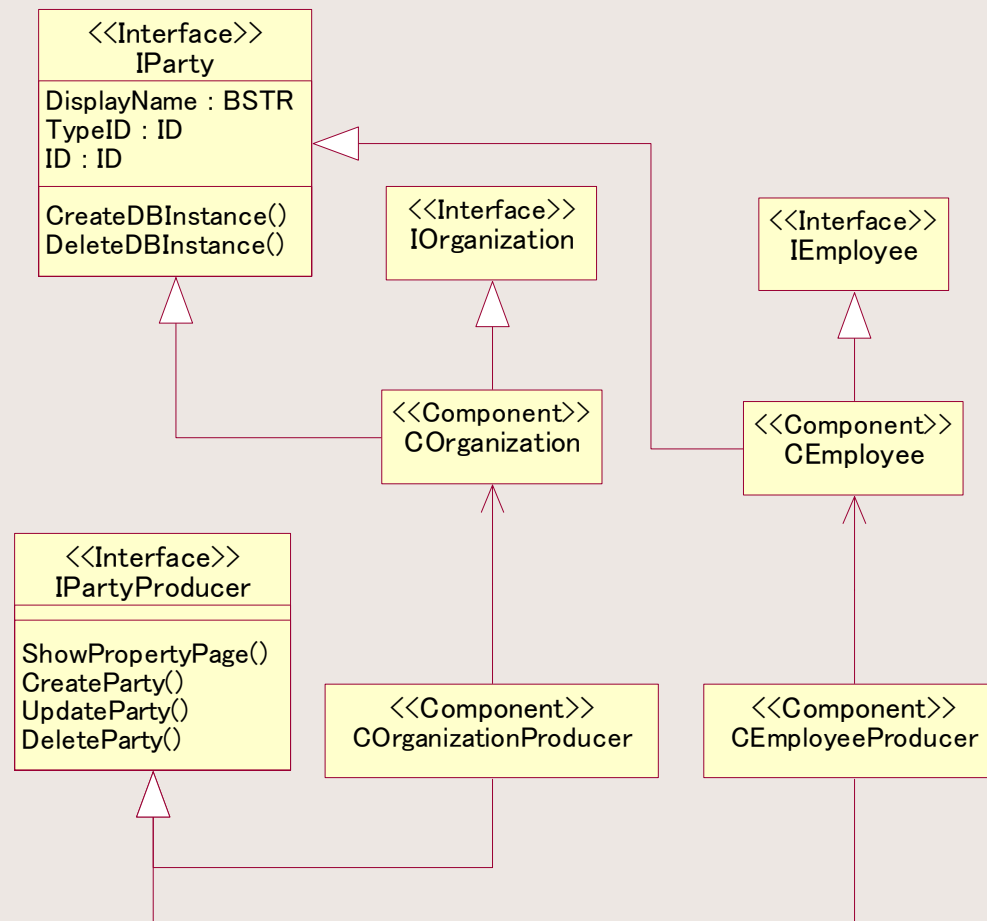 <<Interface>>
IParty
DisplayName : BSTR
TypeID : ID
ID : ID
CreateDBInstance()
DeleteDBInstance()
<<Interface>>
IOrganization
<<Interface>>
IEmployee
<<Component>>
COrganization
<<Component>>
CEmployee
<<Interface>>
IPartyProducer
ShowPropertyPage()
CreateParty()
UpdateParty()
DeleteParty()
<<Component>>
COrganizationProducer
<<Component>>
CEmployeeProducer